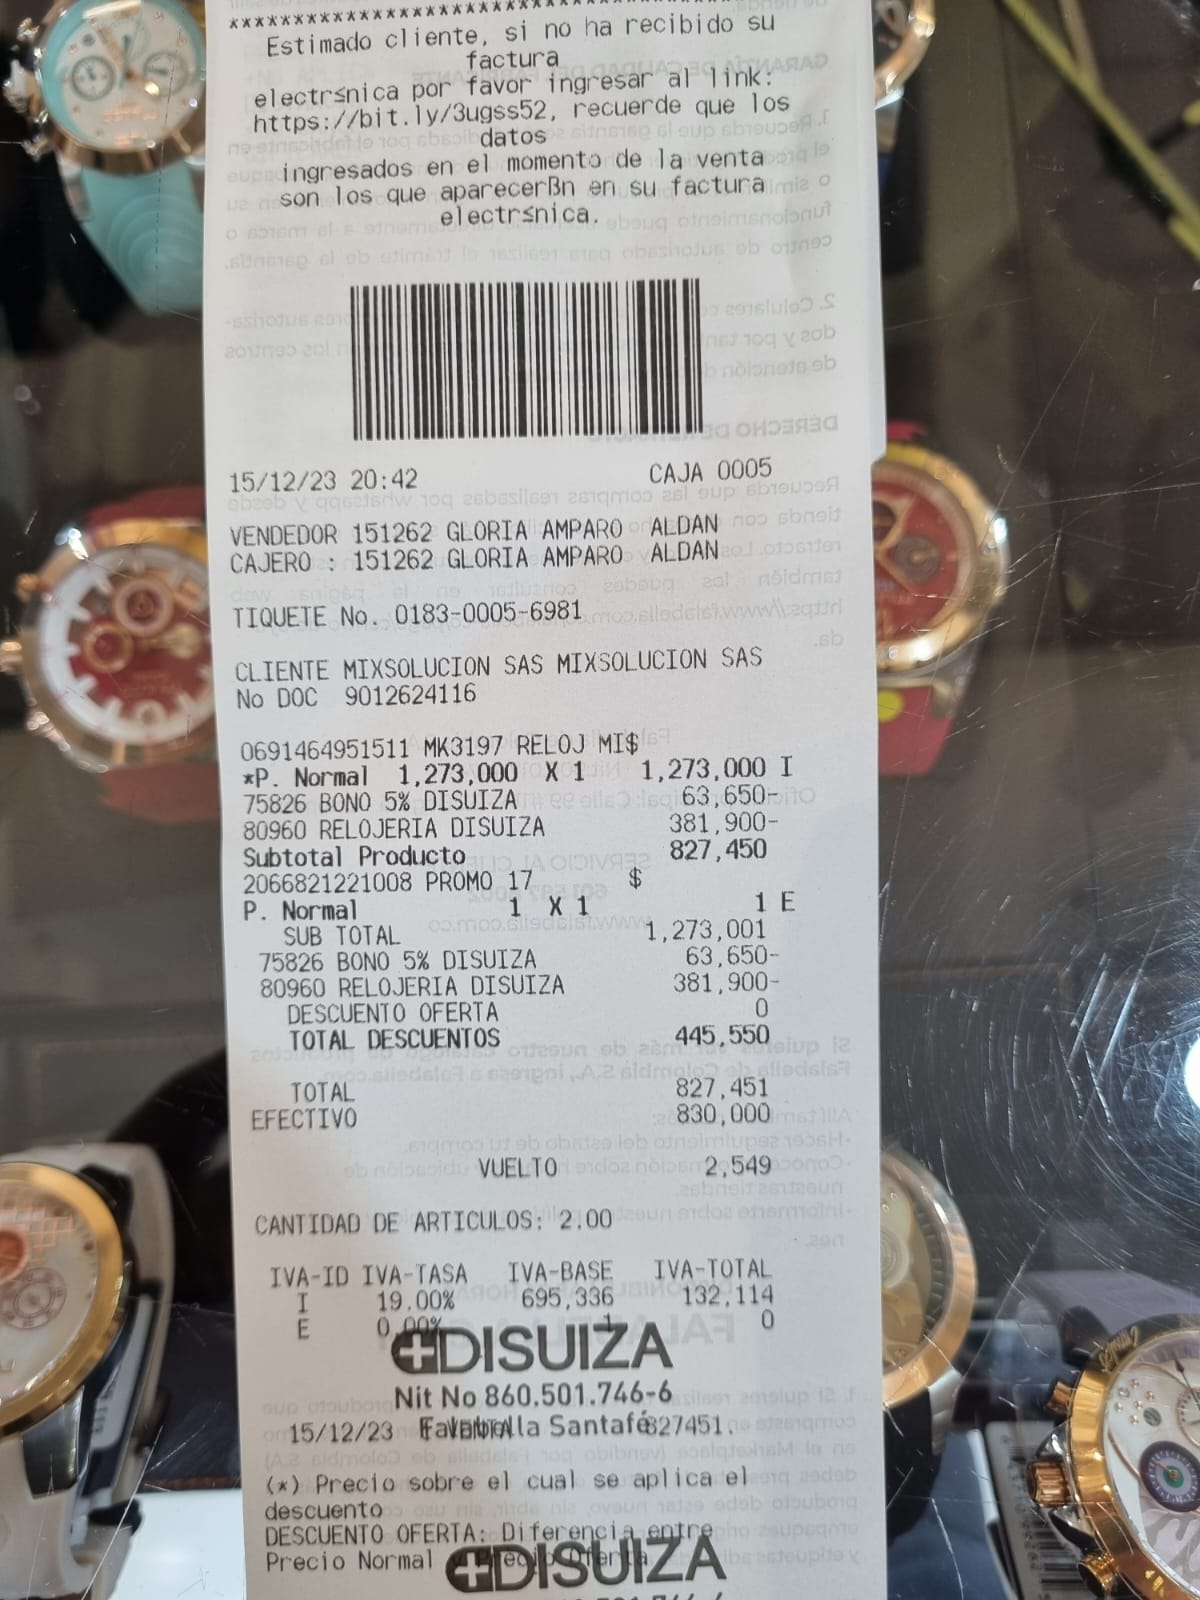 ****************************************
Estimado cliente, si no ha recibido su
factura
electr≤nica por favor ingresar al link:
https://bit.ly/3ugss52, recuerde que los
datos
ingresados en el momento de la venta
son los que aparecerßn en su factura
electr≤nica.
15/12/23 20:42 CAJA 0005
VENDEDOR 151262 GLORIA AMPARO ALDAN
CAJERO : 151262 GLORIA AMPARO ALDAN
TIQUETE No. 0183-0005-6981
CLIENTE MIXSOLUCION SAS MIXSOLUCION SAS
No DOC 9012624116
0691464951511 MK3197 RELOJ MI$
*P. Normal 1,273,000 X 1 1,273,000 I
75826 BONO 5% DISUIZA 63,650-
80960 RELOJERIA DISUIZA 381,900-
Subtotal Producto 827,450
2066821221008 PROMO 17 $
P. Normal 1 X 1 1 E
SUB TOTAL 1,273,001
75826 BONO 5% DISUIZA 63,650-
80960 RELOJERIA DISUIZA 381,900-
DESCUENTO OFERTA 0
TOTAL DESCUENTOS 445,550
TOTAL 827,451
EFECTIVO 830,000
VUELTO 2,549
CANTIDAD DE ARTICULOS: 2.00
IVA-ID IVA-TASA IVA-BASE IVA-TOTAL
I 19.00% 695,336 132,114
E 0.00% 1 0
DISUIZA
Nit No 860.501.746-6
15/12/23 VENTA Falabella Santafé 827451.
(*) Precio sobre el cual se aplica el
descuento
DESCUENTO OFERTA: Diferencia entre
Precio Normal y Precio Oferta
DISUIZA